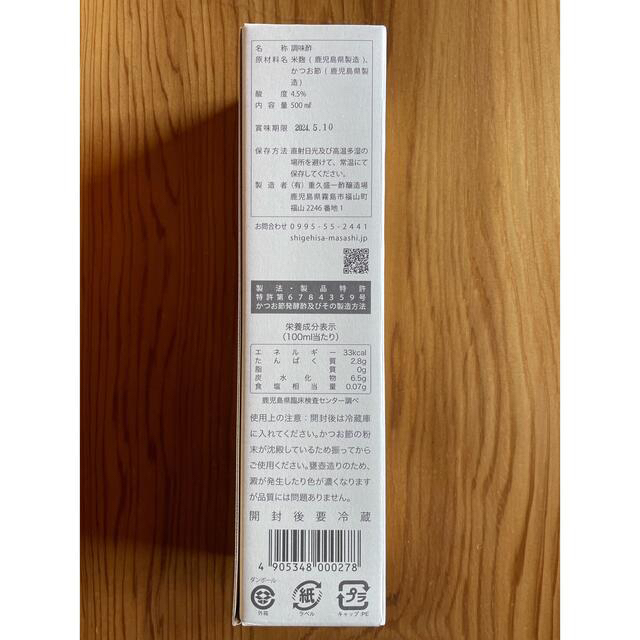 名称 調味酢
原材料名 米麹(鹿児島県製造)、
かつお節(鹿児島県製
造)
酸度 4.5%
内容量 500㎖
賞味期限 2024.5.10
保存方法 直射日光及び高温多湿の
場所を避けて、常温にて
保存してください。
製造者 (有)重久盛一酢醸造場
鹿児島県霧島市福山町
福山2246番地1
お問合わせ 0995-55-2441
shigehisa-masashi.jp
製法・製品特許
特許第6784359号
かつお節発酵酢及びその製造方法
栄養成分表示
(100ml当たり)
エネルギー 33kcal
たんぱく質 2.8g
脂質 0g
炭水化物 6.5g
食塩相当量 0.07g
鹿児島県臨床検査センター調べ
使用上の注意:開封後は冷蔵庫
に入れてください。かつお節の粉
末が沈殿しているため振ってから
ご使用ください。甕壺造りのため、
澱が発生したり色が濃くなります
が品質には問題ありません。
開封後要冷蔵
4 905348 000278
ダンボール 紙 プラ
外箱 ラベル キャップ:PE